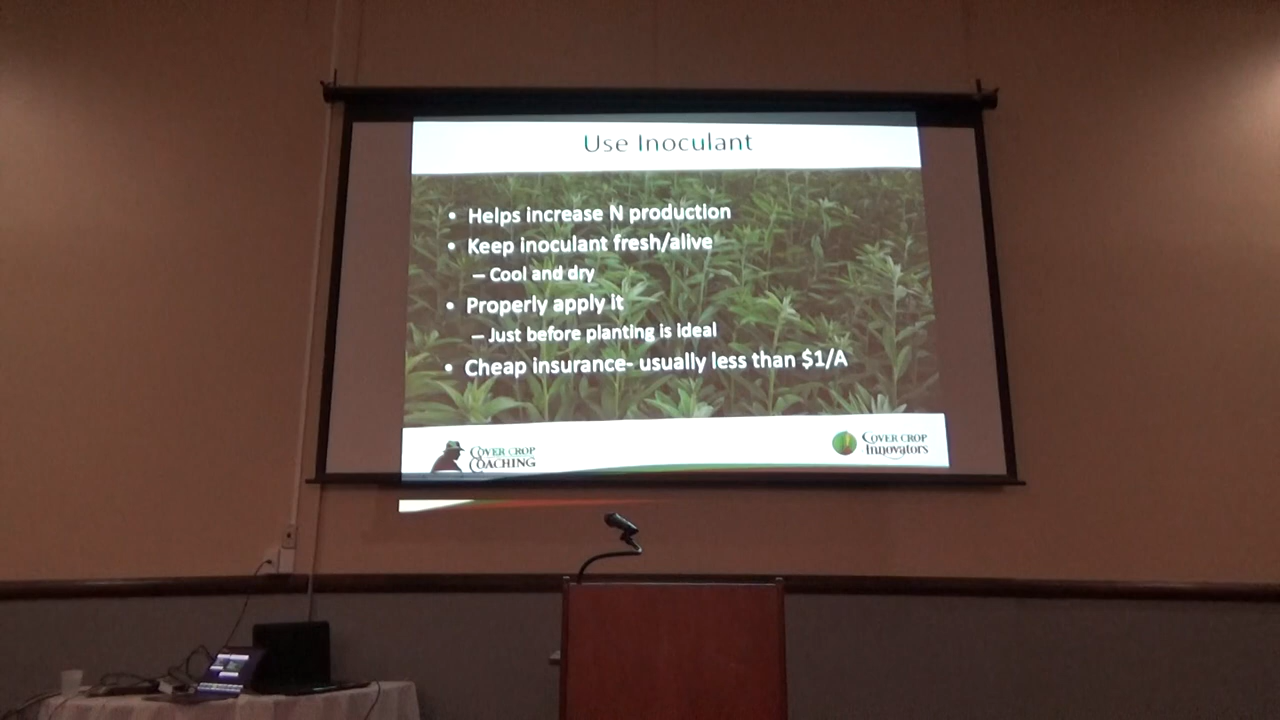 Use Inoculant
• Helps increase N production
• Keep inoculant fresh/alive
– Cool and dry
• Properly apply it
– Just before planting is ideal
• Cheap insurance- usually less than $1/A
COVER CROP
COACHING
COVER CROP
INNOVATORS